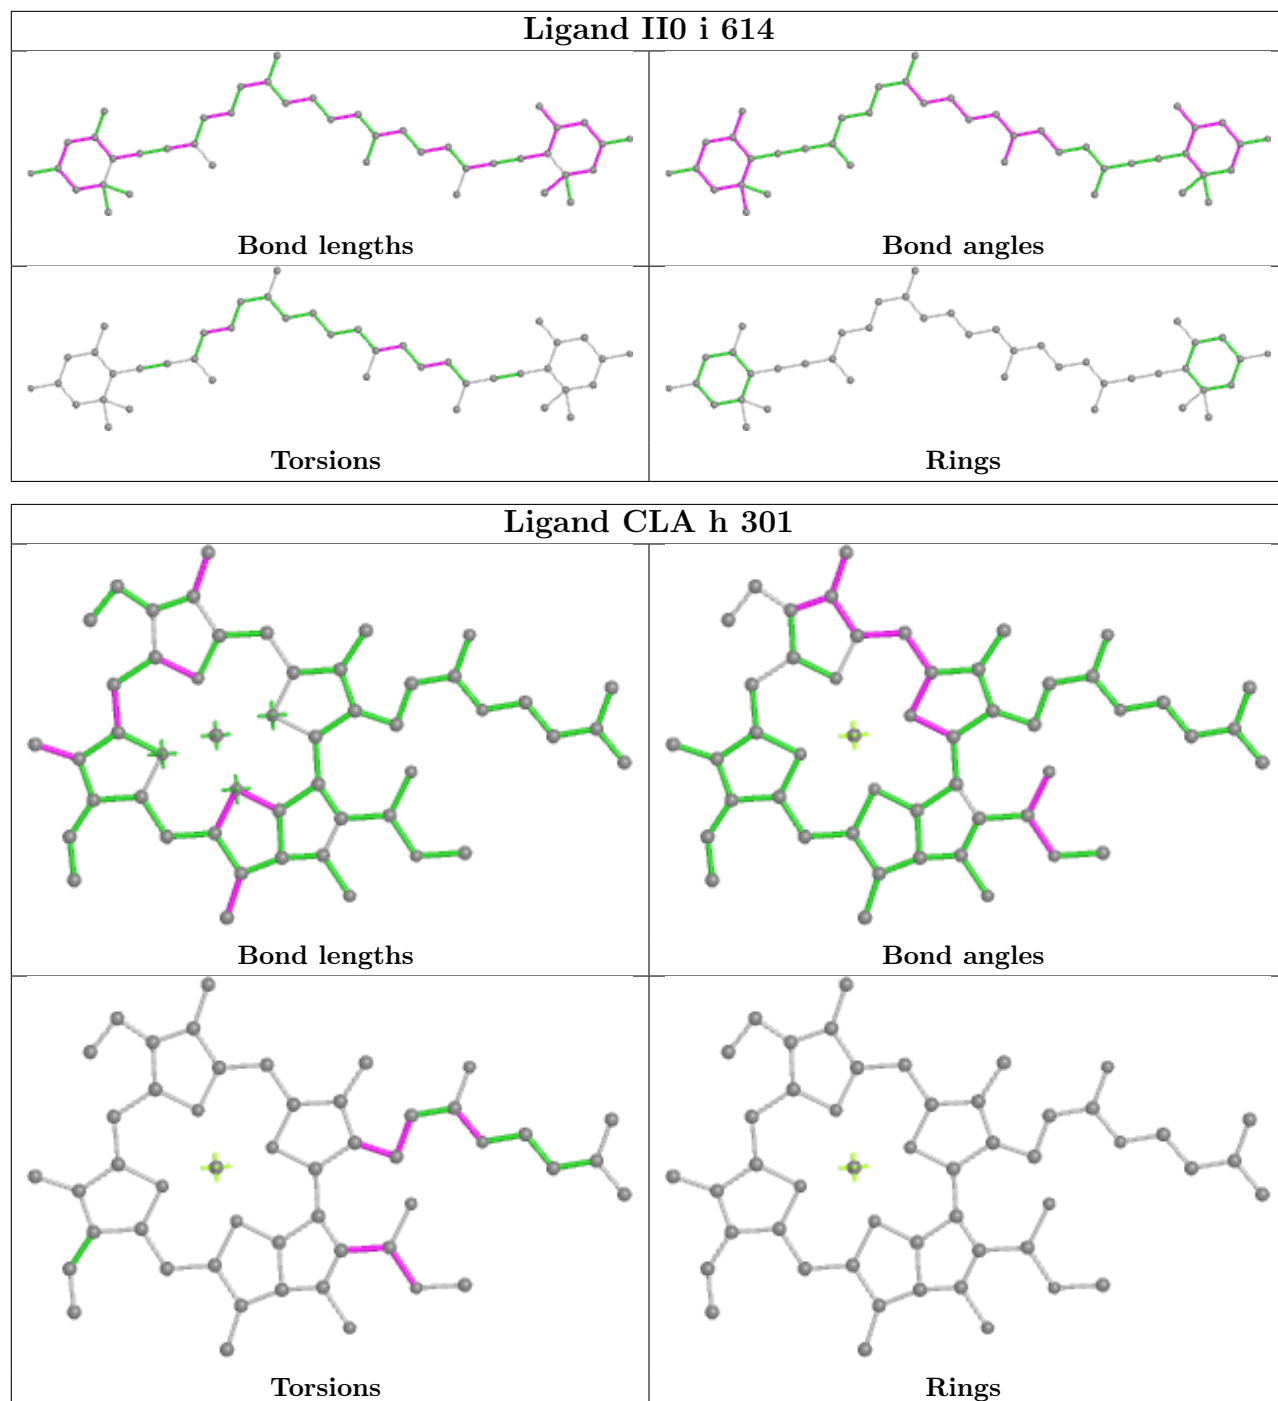 Ligand II0 i 614
Bond lengths
Bond angles
Torsions
Rings
Ligand CLA h 301
Bond lengths
Bond angles
Torsions
Rings